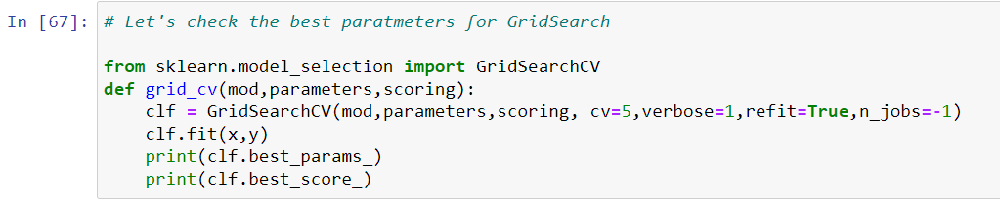 In [67]: # Let's check the best paratmeters for GridSearch
from sklearn.model_selection import GridSearchCV
def grid_cv(mod,parameters,scoring):
    clf = GridSearchCV(mod,parameters,scoring, cv=5,verbose=1,refit=True,n_jobs=-1)
    clf.fit(x,y)
    print(clf.best_params_)
    print(clf.best_score_)